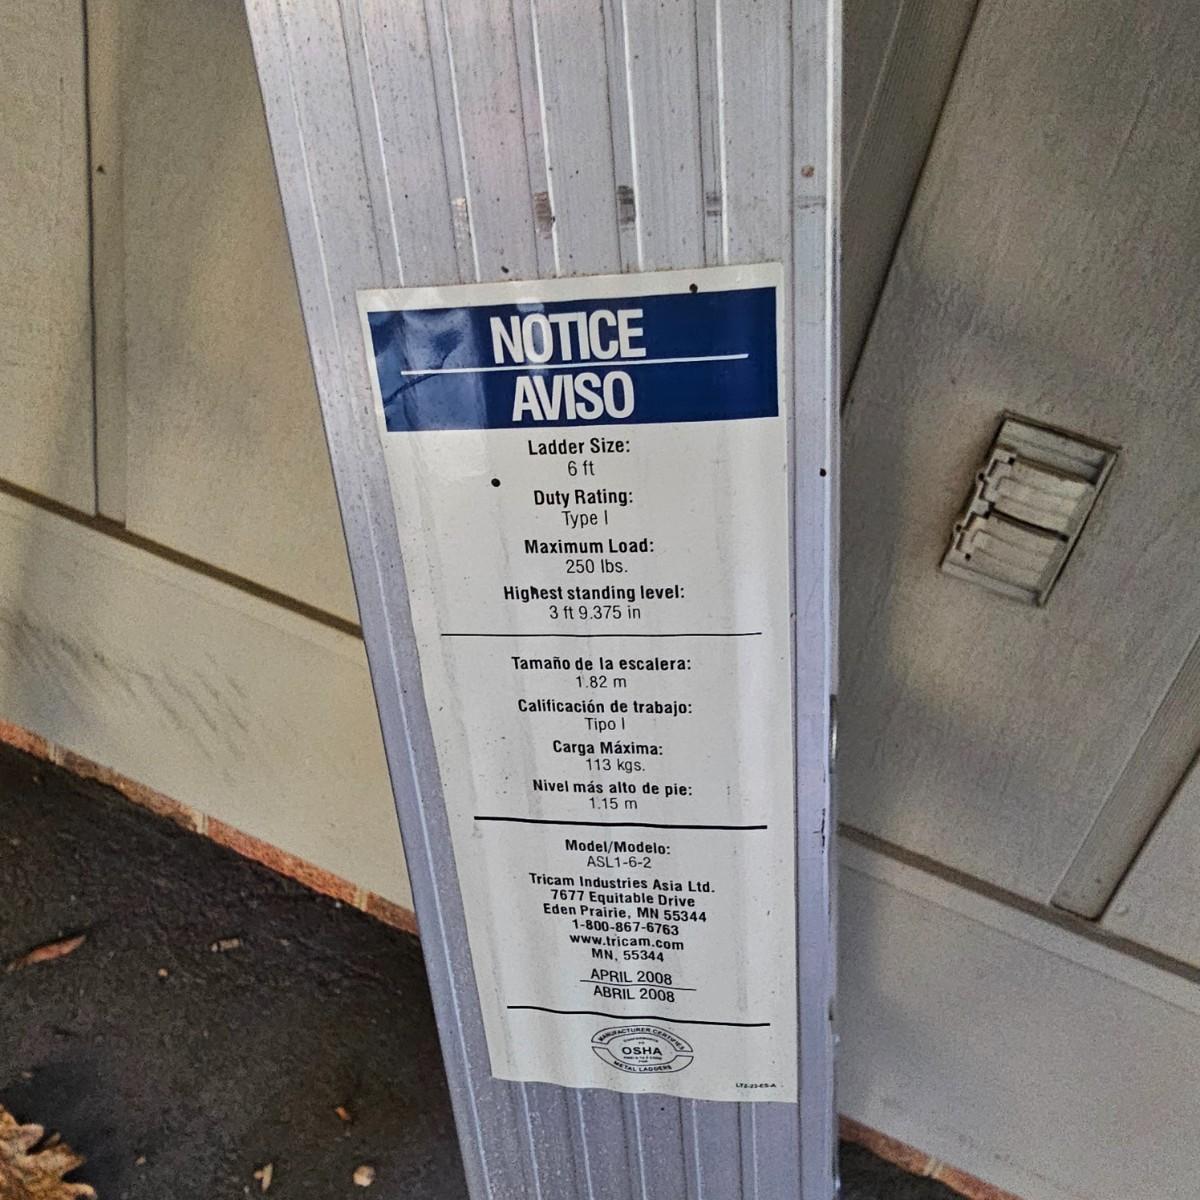 NOTICE
AVISO
Ladder Size:
6 ft
Duty Rating:
Type I
Maximum Load:
250 lbs.
Highest standing level:
3 ft 9.375 in
Tamaño de la escalera:
1.82 m
Calificación de trabajo:
Tipo I
Carga Máxima:
113 kgs.
Nivel más alto de pie:
1.15 m
Model/Modelo:
ASL1-6-2
Tricam Industries Asia Ltd.
7677 Equitable Drive
Eden Prairie, MN 55344
1-800-867-6763
www.tricam.com
MN, 55344
APRIL 2008
ABRIL 2008
MANUFACTURER CERTIFIES
CONFORMANCE
TO
OSHA
METAL LADDERS